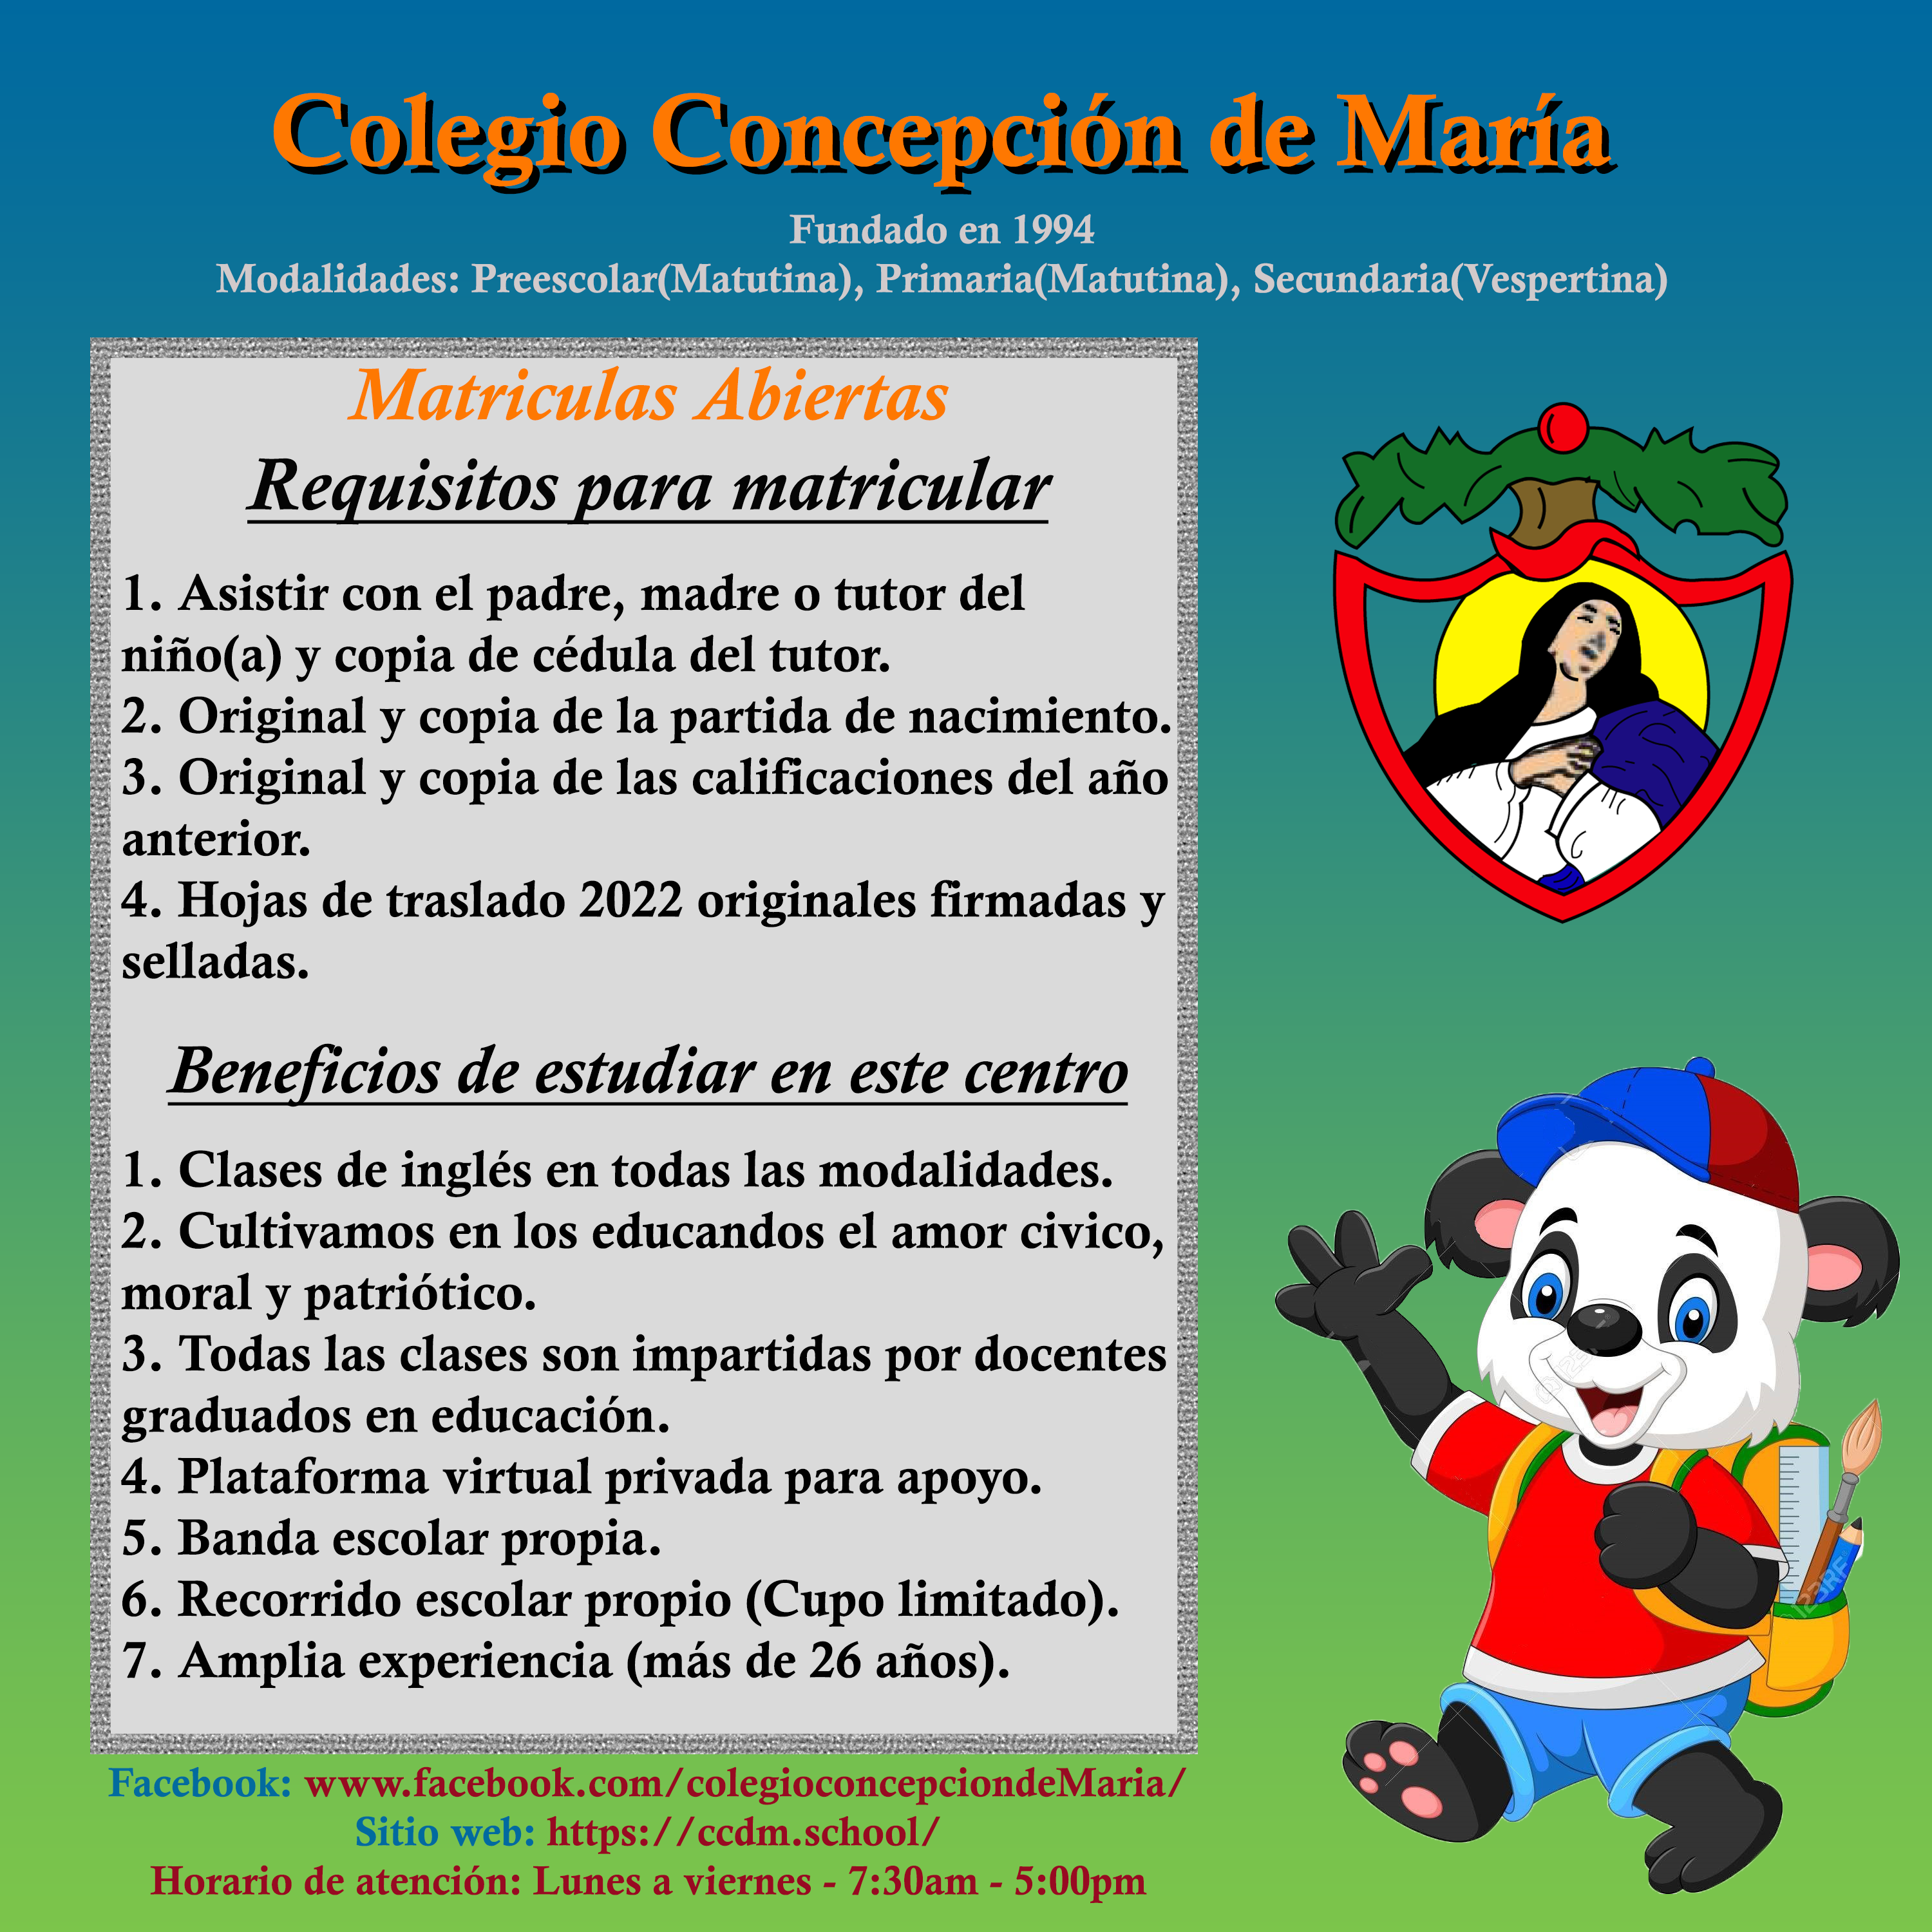 Colegio Concepción de María
Fundado en 1994
Modalidades: Preescolar(Matutina), Primaria(Matutina), Secundaria(Vespertina)
Matriculas Abiertas
Requisitos para matricular
1. Asistir con el padre, madre o tutor del
niño(a) y copia de cédula del tutor.
2. Original y copia de la partida de nacimiento.
3. Original y copia de las calificaciones del año
anterior.
4. Hojas de traslado 2022 originales firmadas y
selladas.
Beneficios de estudiar en este centro
1. Clases de inglés en todas las modalidades.
2. Cultivamos en los educandos el amor civico,
moral y patriótico.
3. Todas las clases son impartidas por docentes
graduados en educación.
4. Plataforma virtual privada para apoyo.
5. Banda escolar propia.
6. Recorrido escolar propio (Cupo limitado).
7. Amplia experiencia (más de 26 años).
Facebook: www.facebook.com/colegioconcepciondeMaria/
Sitio web: https://ccdm.school/
Horario de atención: Lunes a viernes - 7:30am - 5:00pm